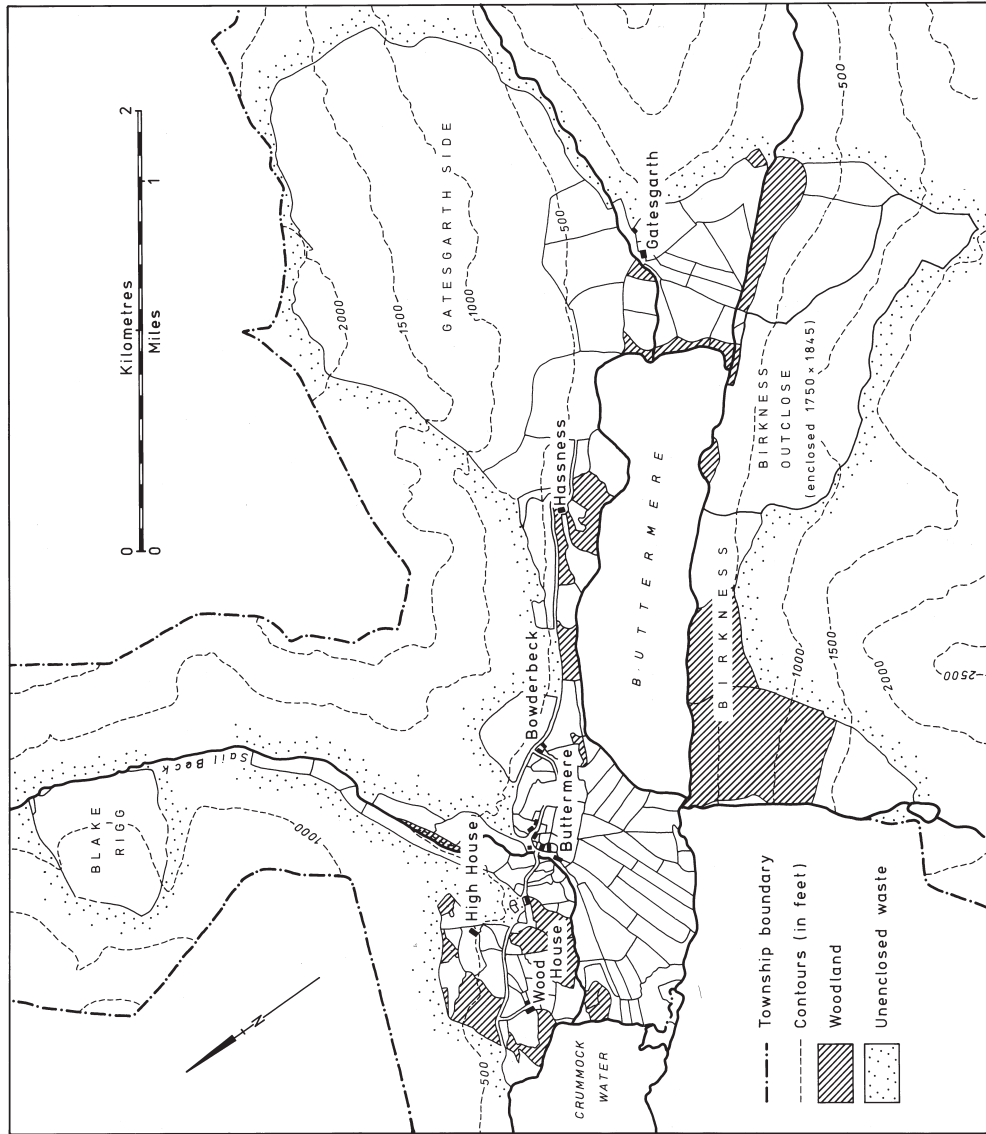 Kilometres
0 1 2
0
Miles
GATESGARTH SIDE
2000
1500
1000
500
500
Gatesgarth
Hassness
BUTTERMERE
BIRKNESS
OUTCLOSE
(enclosed 1750 x 1845)
BIRKNESS
1000
1500
2000
2500
Bowderbeck
Buttermere
Sail Beck
BLAKE
RIGG
1000
High House
Wood
House
500
CRUMMOCK
WATER
N
Township boundary
Contours (in feet)
Woodland
Unenclosed waste